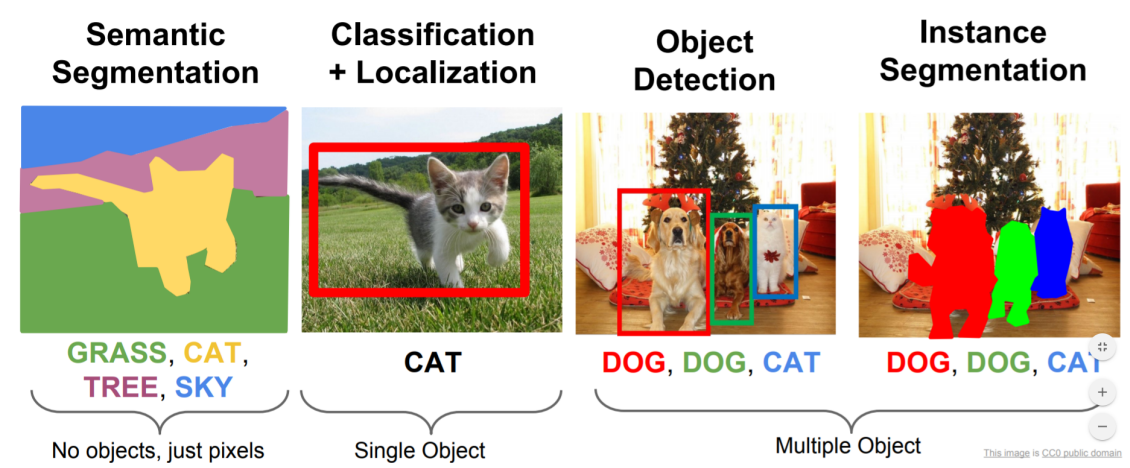 Semantic
Segmentation
Classification
+ Localization
Object
Detection
Instance
Segmentation
GRASS, CAT,
TREE, SKY
CAT
DOG, DOG, CAT
DOG, DOG, CAT
No objects, just pixels
Single Object
Multiple Object
This image is CC0 public domain